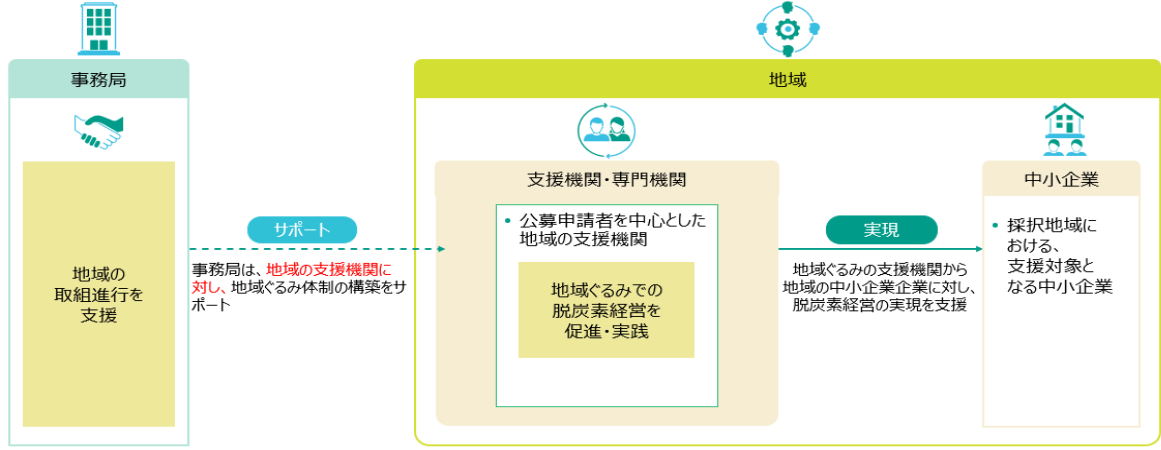 事務局
地域
支援機関・専門機関
中小企業
地域の
取組進行を
支援
サポート
事務局は、地域の支援機関に
対し、地域ぐるみ体制の構築をサ
ポート
• 公募申請者を中心とした
地域の支援機関
地域ぐるみでの
脱炭素経営を
促進・実践
実現
地域ぐるみの支援機関から
地域の中小企業企業に対し、
脱炭素経営の実現を支援
• 採択地域に
おける、
支援対象と
なる中小企業